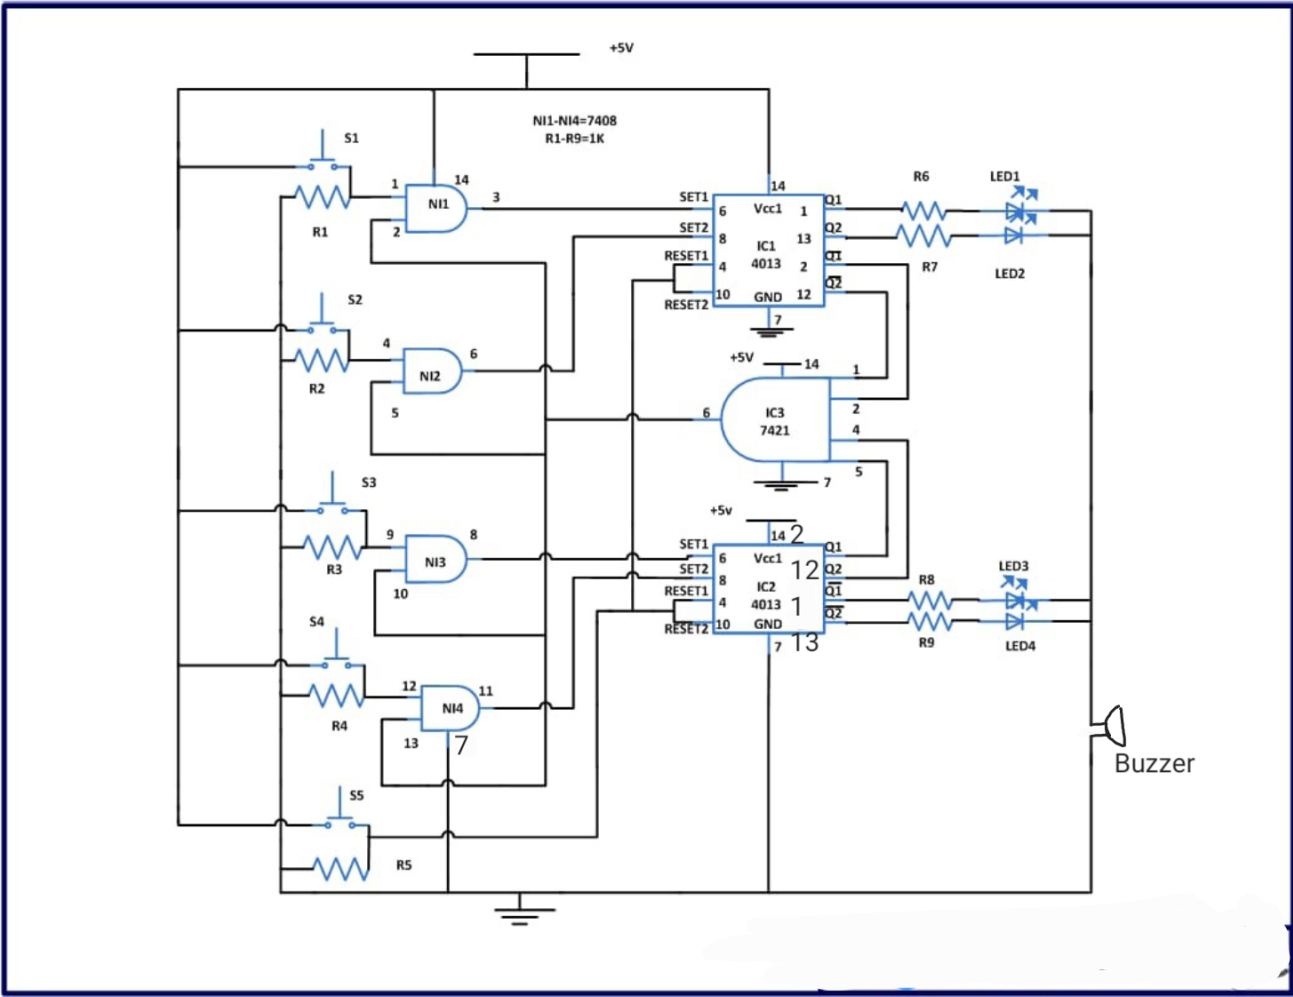 +5V
NI1-NI4=7408
R1-R9=1K
S1
1
14
NI1
3
2
R1
S2
4
6
NI2
R2
5
S3
9
8
NI3
R3
10
S4
12
11
NI4
R4
13
7
S5
R5
SET1
6
SET2
8
RESET1
4
RESET2
10
14
Vcc1
IC1
4013
GND
7
1
Q1
13
Q2
2
Q1
12
Q2
R6
LED1
R7
LED2
+5V
14
6
IC3
7421
1
2
4
5
7
+5v
14
2
SET1
6
SET2
8
RESET1
4
RESET2
10
Vcc1
12
IC2
4013
1
GND
7
13
Q1
Q2
Q1
Q2
R8
LED3
R9
LED4
Buzzer